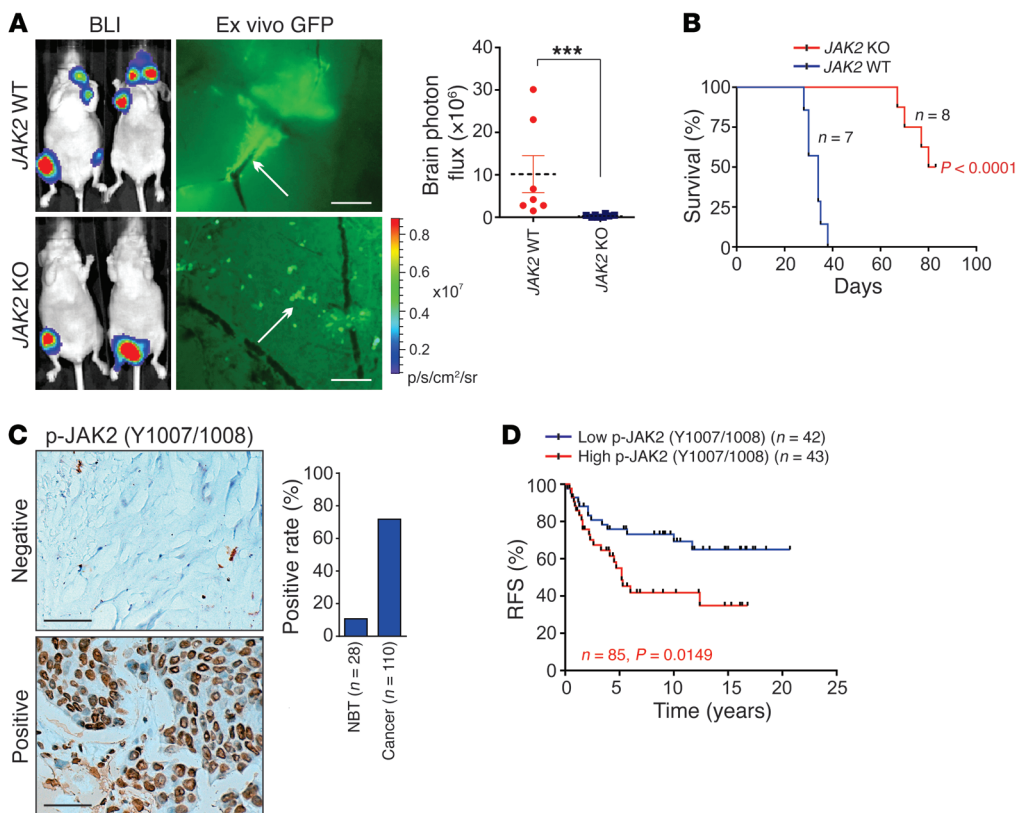 A
BLI
Ex vivo GFP
JAK2 WT
JAK2 KO
0.8
0.6
x10⁷
0.4
0.2
p/s/cm²/sr
Brain photon
flux (×10⁶)
40
30
20
10
0
***
JAK2 WT
JAK2 KO
B
JAK2 KO
JAK2 WT
Survival (%)
100
75
50
25
0
n = 8
n = 7
P < 0.0001
0 20 40 60 80 100
Days
C
p-JAK2 (Y1007/1008)
Negative
Positive
Positive rate (%)
100
80
60
40
20
0
NBT (n = 28)
Cancer (n = 110)
D
Low p-JAK2 (Y1007/1008) (n = 42)
High p-JAK2 (Y1007/1008) (n = 43)
RFS (%)
100
80
60
40
20
0
n = 85, P = 0.0149
0 5 10 15 20 25
Time (years)